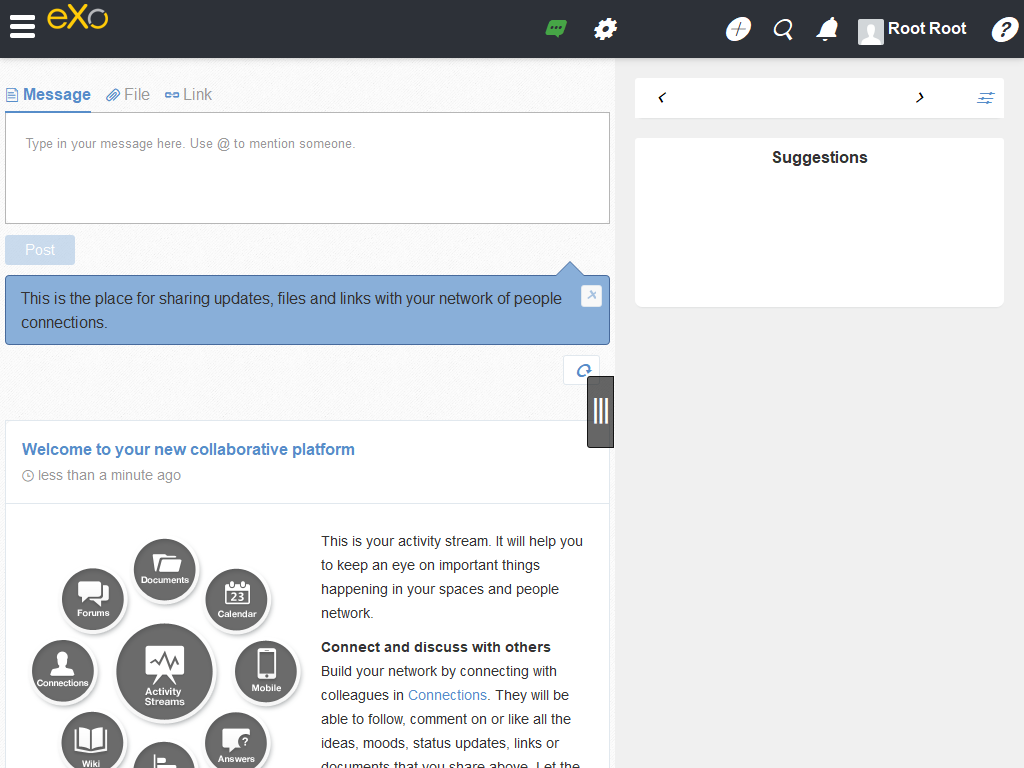 eXo
Root Root
?
Message File Link
Type in your message here. Use @ to mention someone.
Post
This is the place for sharing updates, files and links with your network of people
connections.
Suggestions
Welcome to your new collaborative platform
less than a minute ago
Documents
Forums
23
Calendar
Connections
Activity
Streams
Mobile
Wiki
?
Answers
This is your activity stream. It will help you
to keep an eye on important things
happening in your spaces and people
network.
Connect and discuss with others
Build your network by connecting with
colleagues in Connections. They will be
able to follow, comment on or like all the
ideas, moods, status updates, links or
documents that you share above. Let the